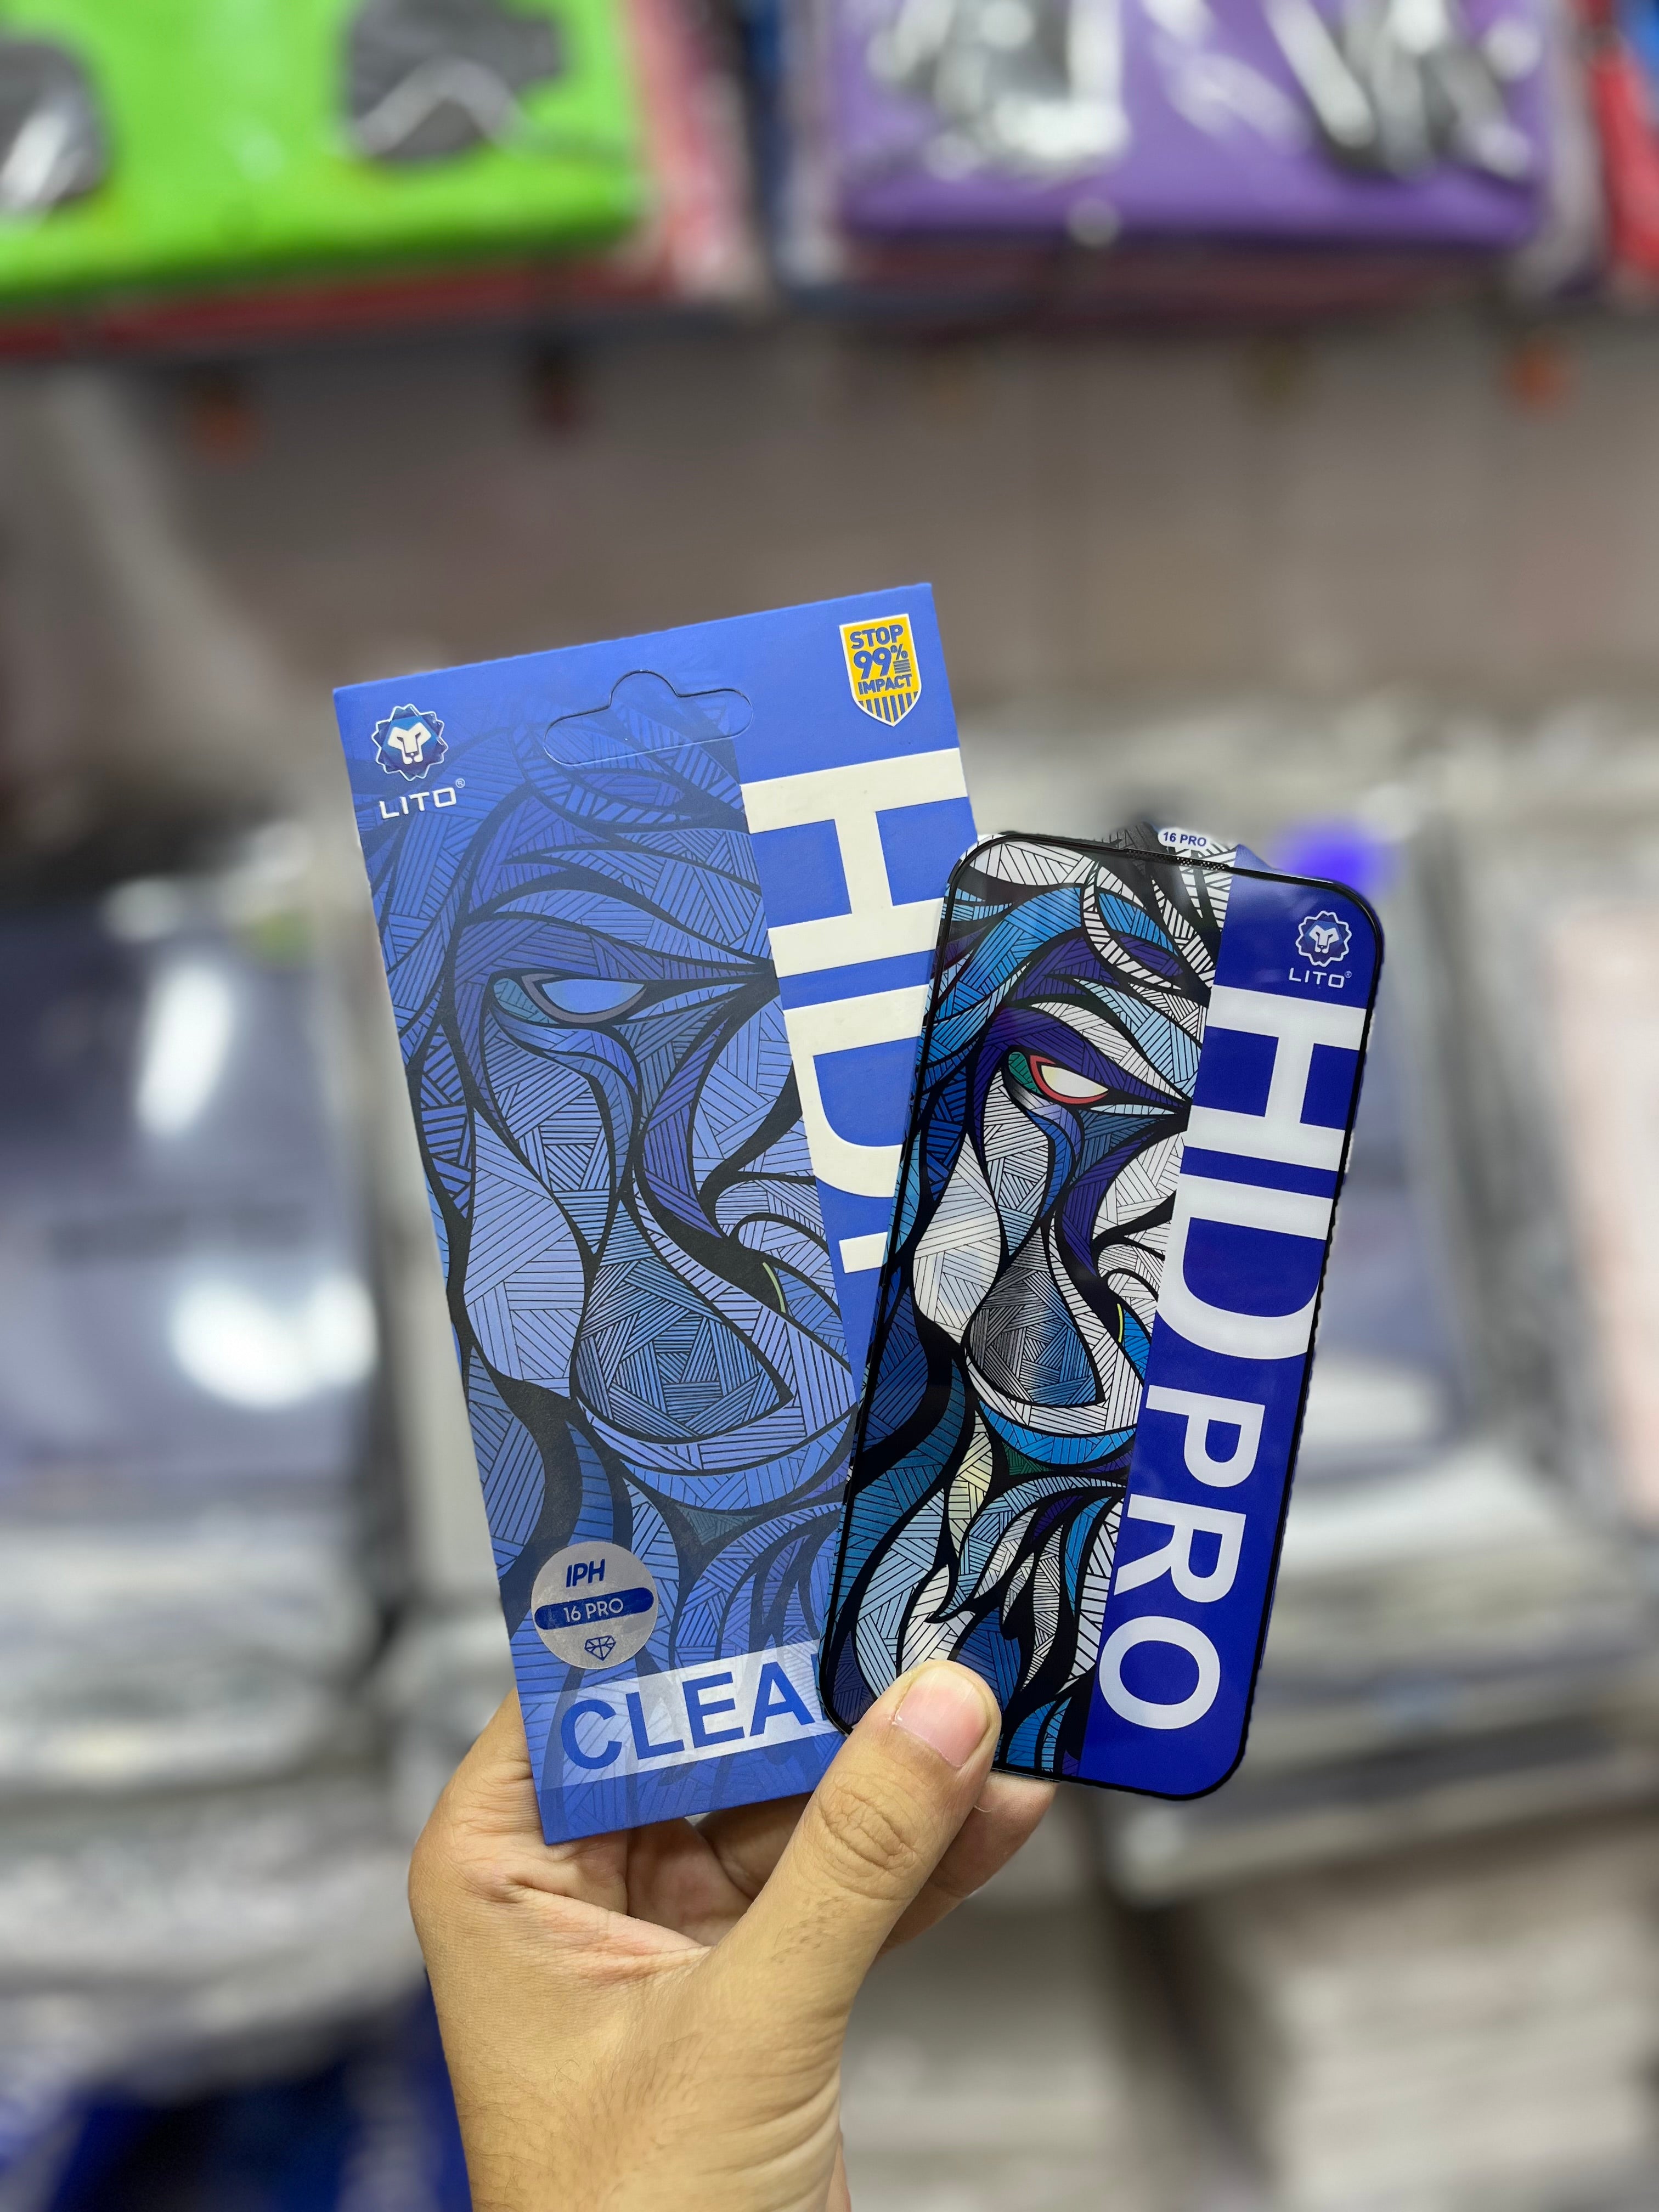 STOP
99%
IMPACT
LITO®
HD
IPH
16 PRO
CLEA
16 PRO
LITO®
HD PRO